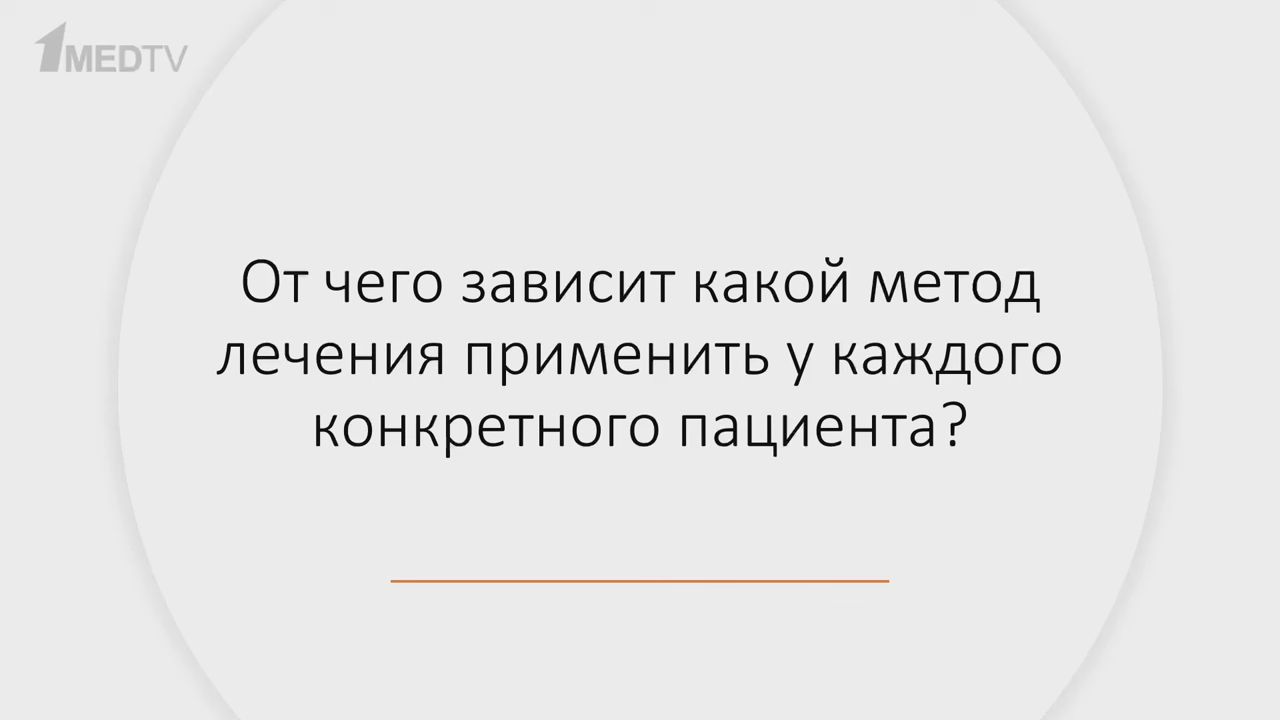 1MEDTV
От чего зависит какой метод
лечения применить у каждого
конкретного пациента?